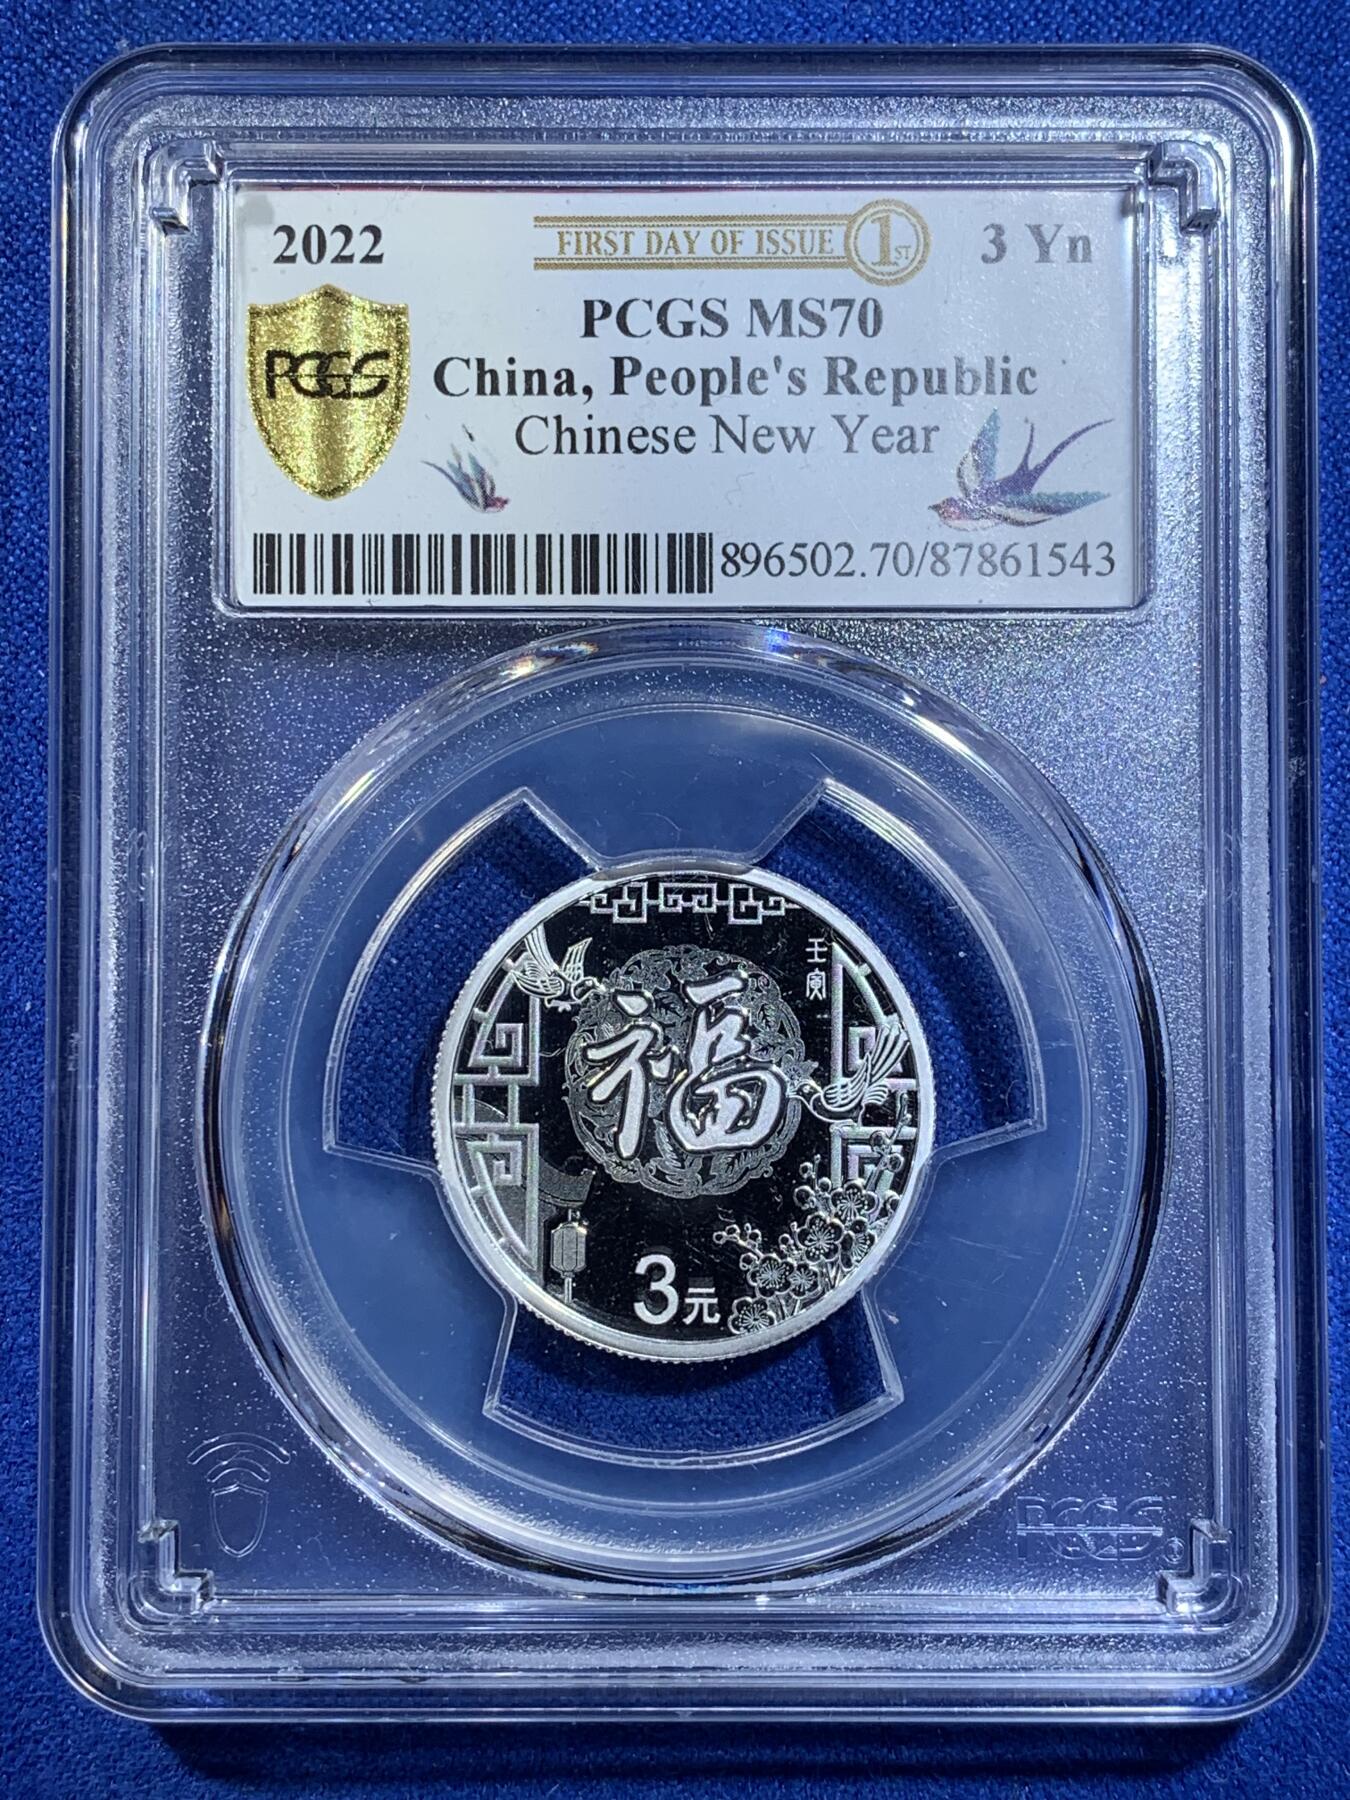 2022
FIRST DAY OF ISSUE 1ST
3 Yn
PCGS MS70
PCGS
China, People's Republic
Chinese New Year
896502.70/87861543
壬寅
福
3元
PCGS